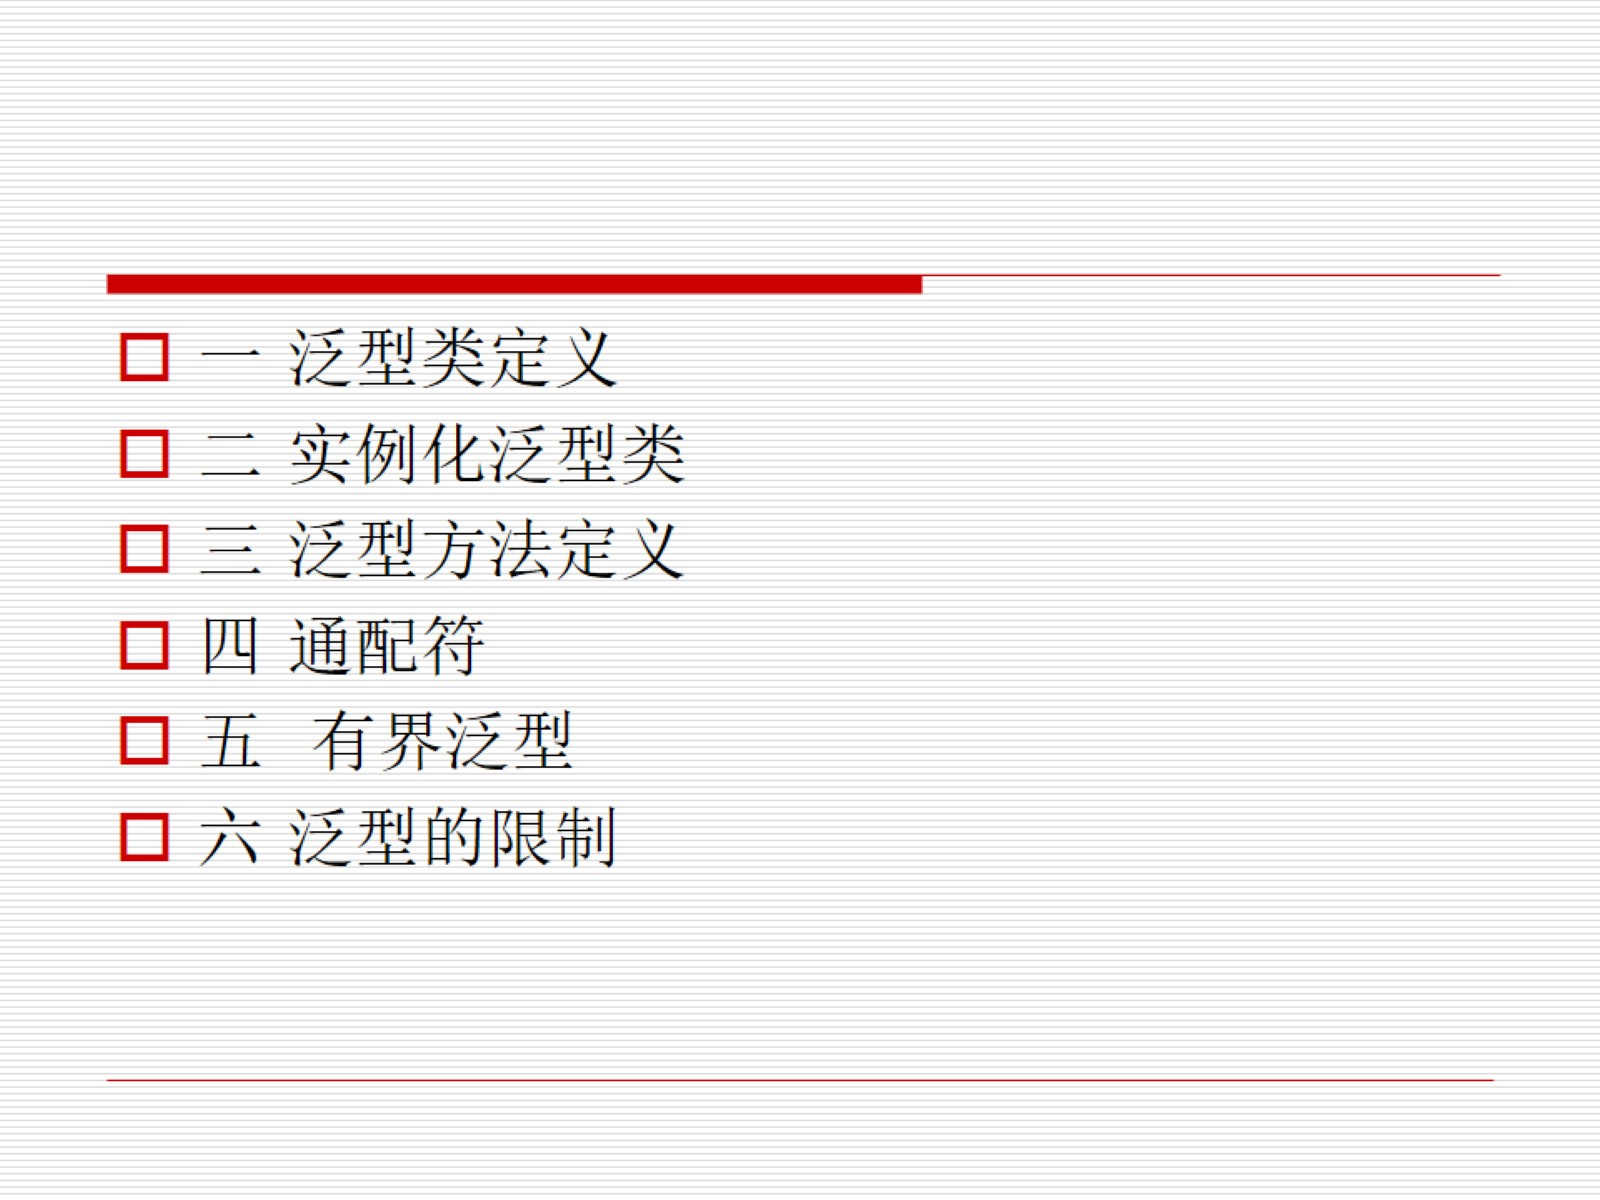 一 泛型类定义
二 实例化泛型类
三 泛型方法定义
四 通配符
五 有界泛型
六 泛型的限制